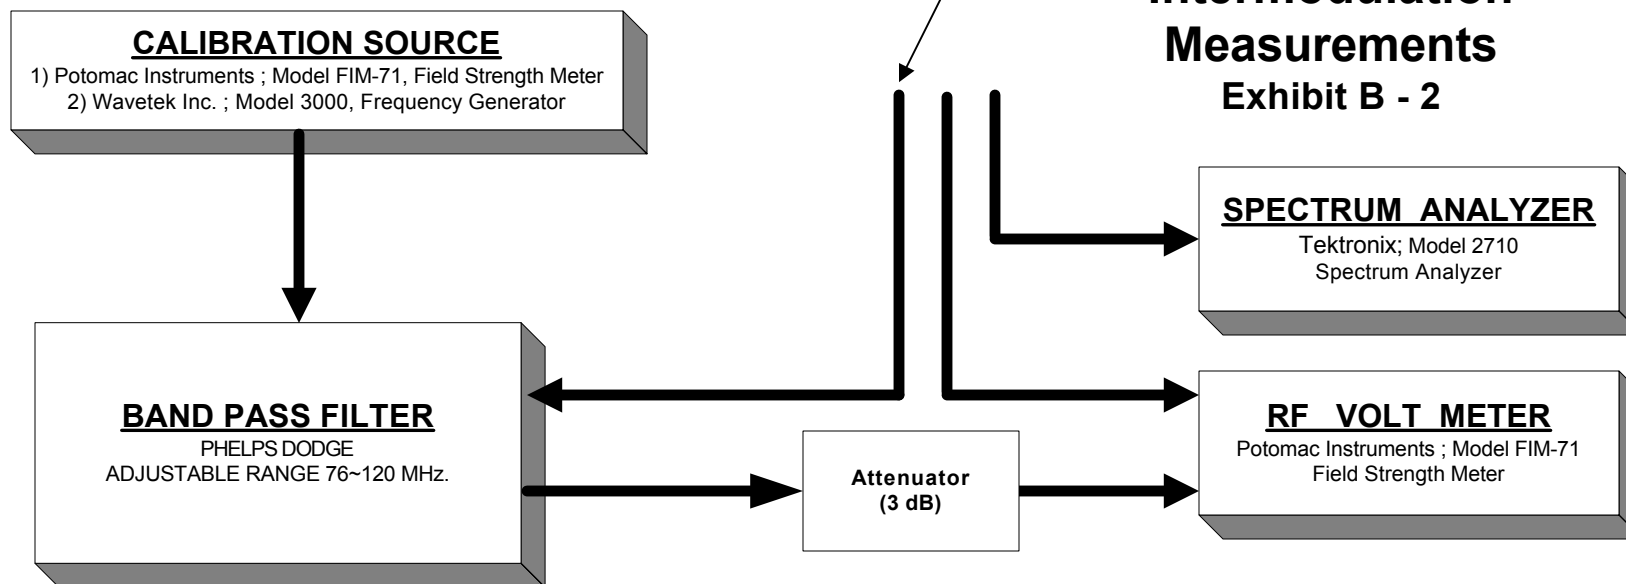 Intermodulation
Measurements
Exhibit B - 2
CALIBRATION SOURCE
1) Potomac Instruments ; Model FIM-71, Field Strength Meter
2) Wavetek Inc. ; Model 3000, Frequency Generator
SPECTRUM ANALYZER
Tektronix; Model 2710
Spectrum Analyzer
BAND PASS FILTER
PHELPS DODGE
ADJUSTABLE RANGE 76~120 MHz.
Attenuator
(3 dB)
RF VOLT METER
Potomac Instruments ; Model FIM-71
Field Strength Meter